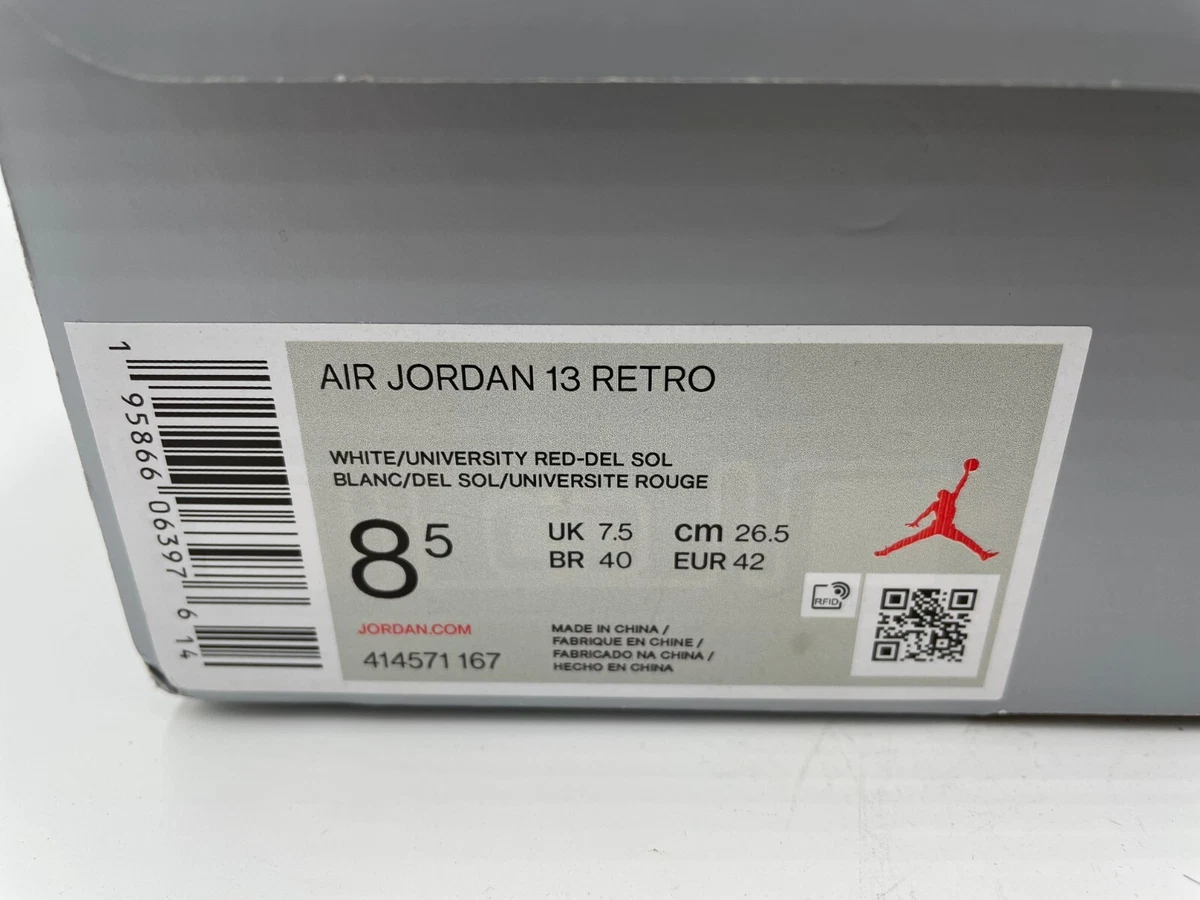 AIR JORDAN 13 RETRO
WHITE/UNIVERSITY RED-DEL SOL
BLANC/DEL SOL/UNIVERSITE ROUGE
8 5
UK 7.5 cm 26.5
BR 40 EUR 42
RFID
JORDAN.COM
414571 167
MADE IN CHINA /
FABRIQUE EN CHINE /
FABRICADO NA CHINA /
HECHO EN CHINA
1 95866 06397 6 14